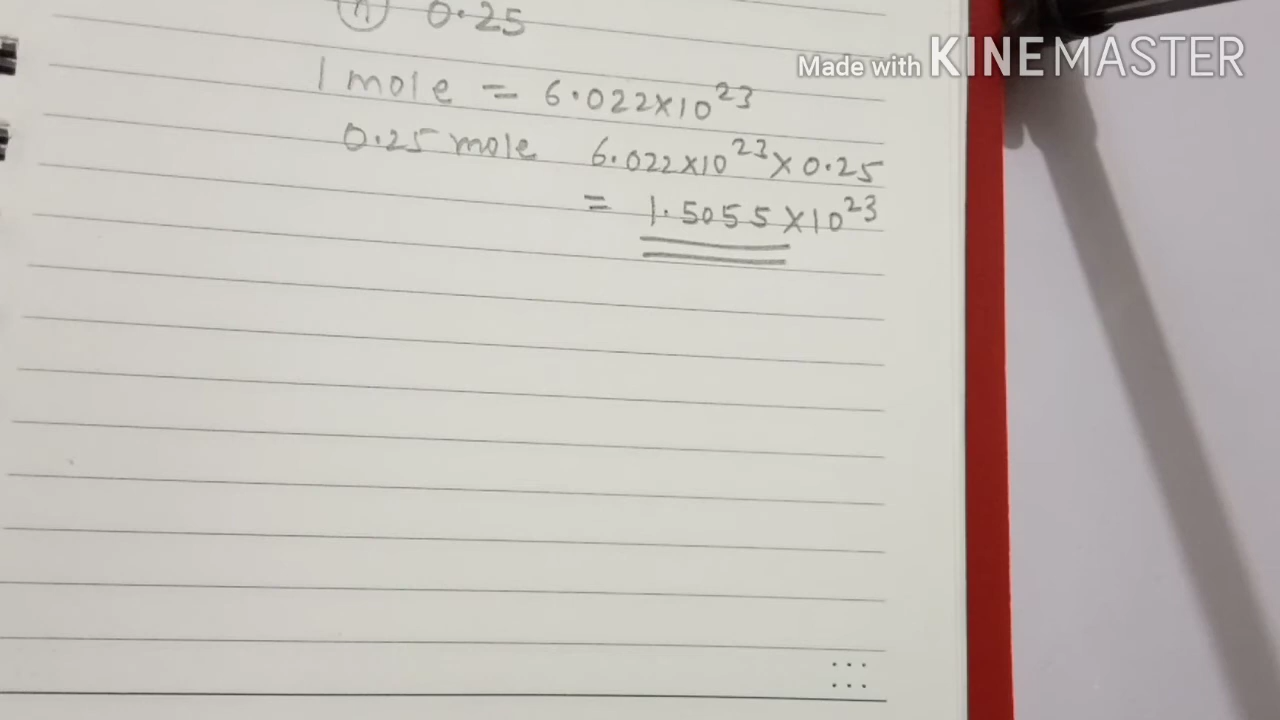 (n) 0.25
Made with KINEMASTER
1 mole = 6.022×10²³
0.25 mole 6.022×10²³×0.25
= 1.5055×10²³